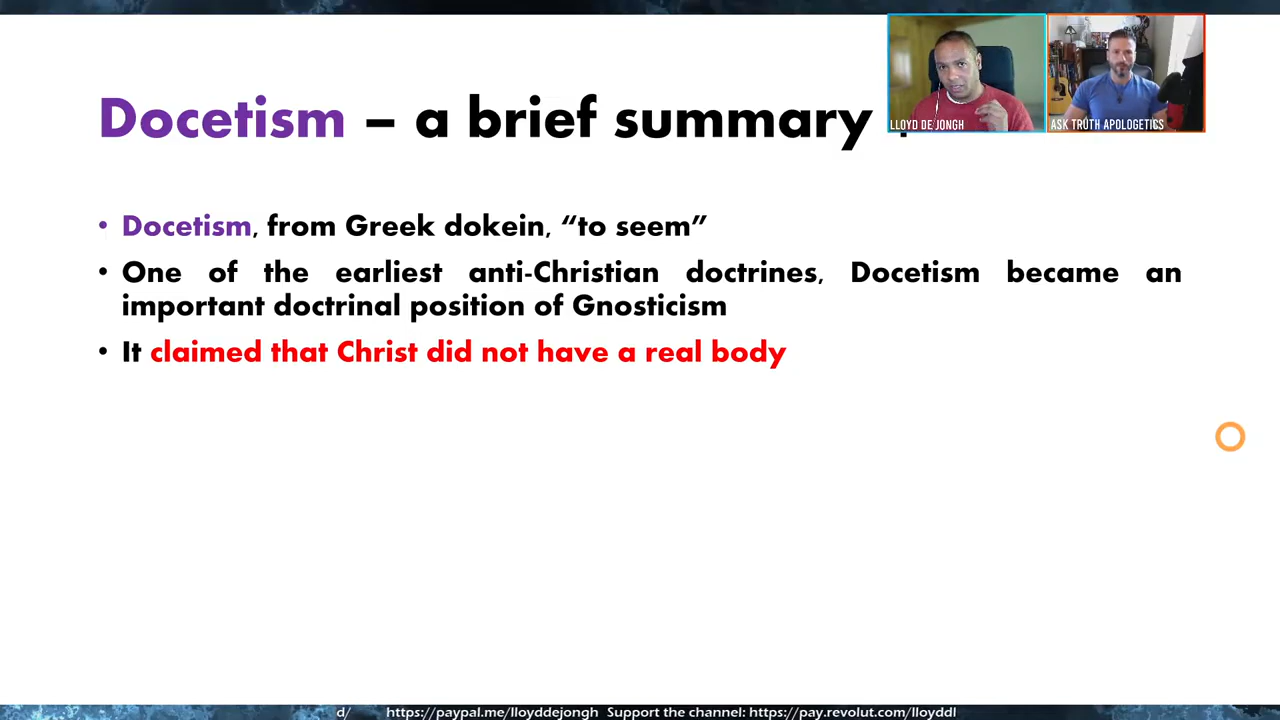 Docetism – a brief summary
LLOYD DE JONGH
ASK TRUTH APOLOGETICS
• Docetism, from Greek dokein, “to seem”
• One of the earliest anti-Christian doctrines, Docetism became an
important doctrinal position of Gnosticism
• It claimed that Christ did not have a real body
d/ https://paypal.me/lloyddejongh Support the channel: https://pay.revolut.com/lloyddl